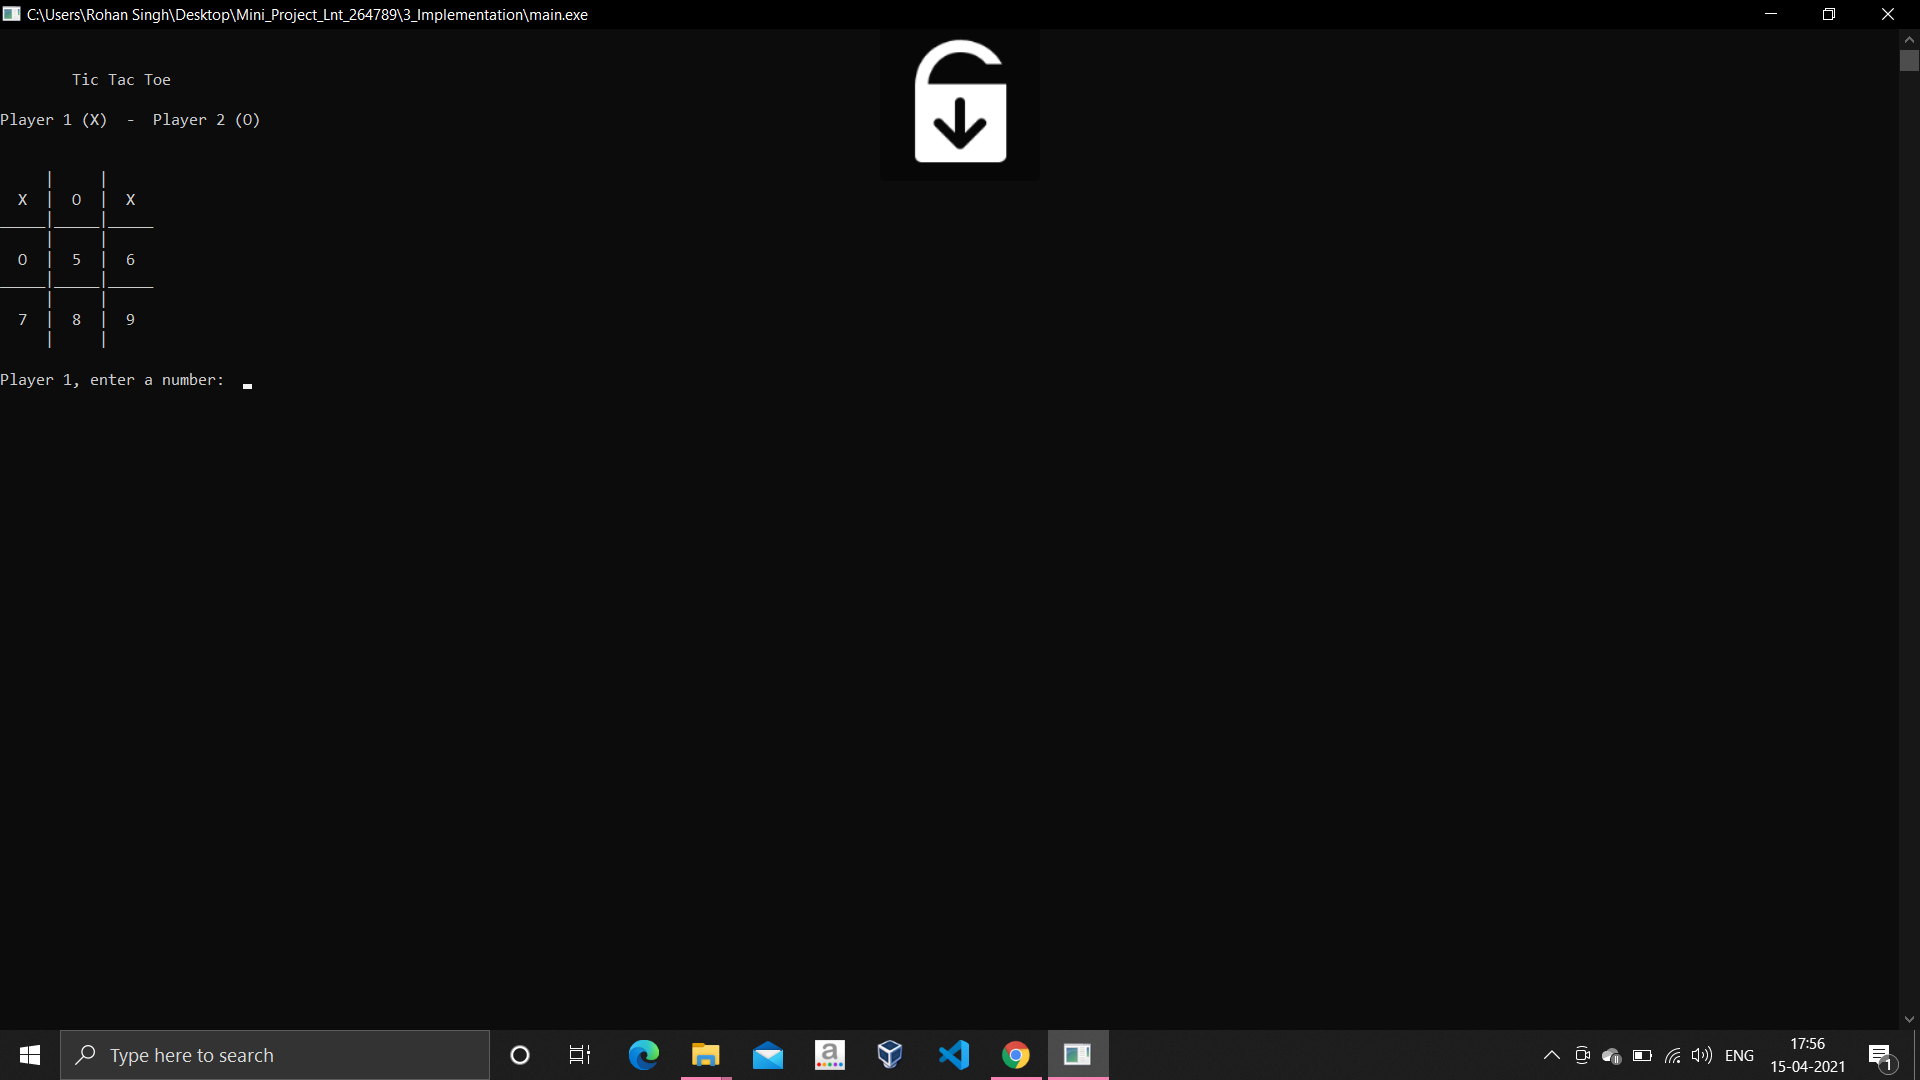 C:\Users\Rohan Singh\Desktop\Mini_Project_Lnt_264789\3_Implementation\main.exe
Tic Tac Toe
Player 1 (X)  -  Player 2 (O)
X | O | X
O | 5 | 6
7 | 8 | 9
Player 1, enter a number:
Type here to search
a
ENG
17:56
15-04-2021
1